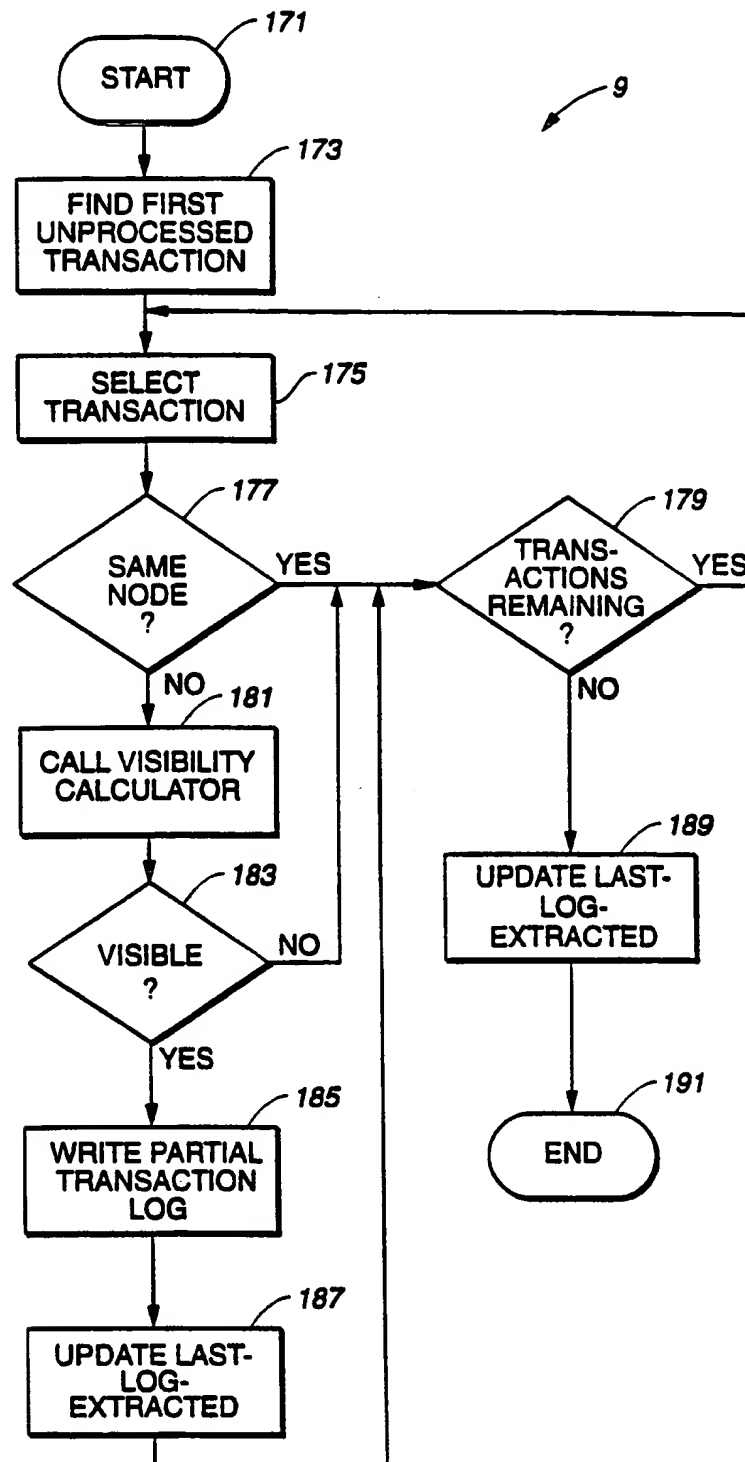 171
START
9
173
FIND FIRST
UNPROCESSED
TRANSACTION
SELECT
TRANSACTION
175
177
SAME
NODE
?
YES
NO
179
TRANS-
ACTIONS
REMAINING
?
YES
NO
181
CALL VISIBILITY
CALCULATOR
183
VISIBLE
?
NO
YES
189
UPDATE LAST-
LOG-
EXTRACTED
185
WRITE PARTIAL
TRANSACTION
LOG
191
END
187
UPDATE LAST-
LOG-
EXTRACTED